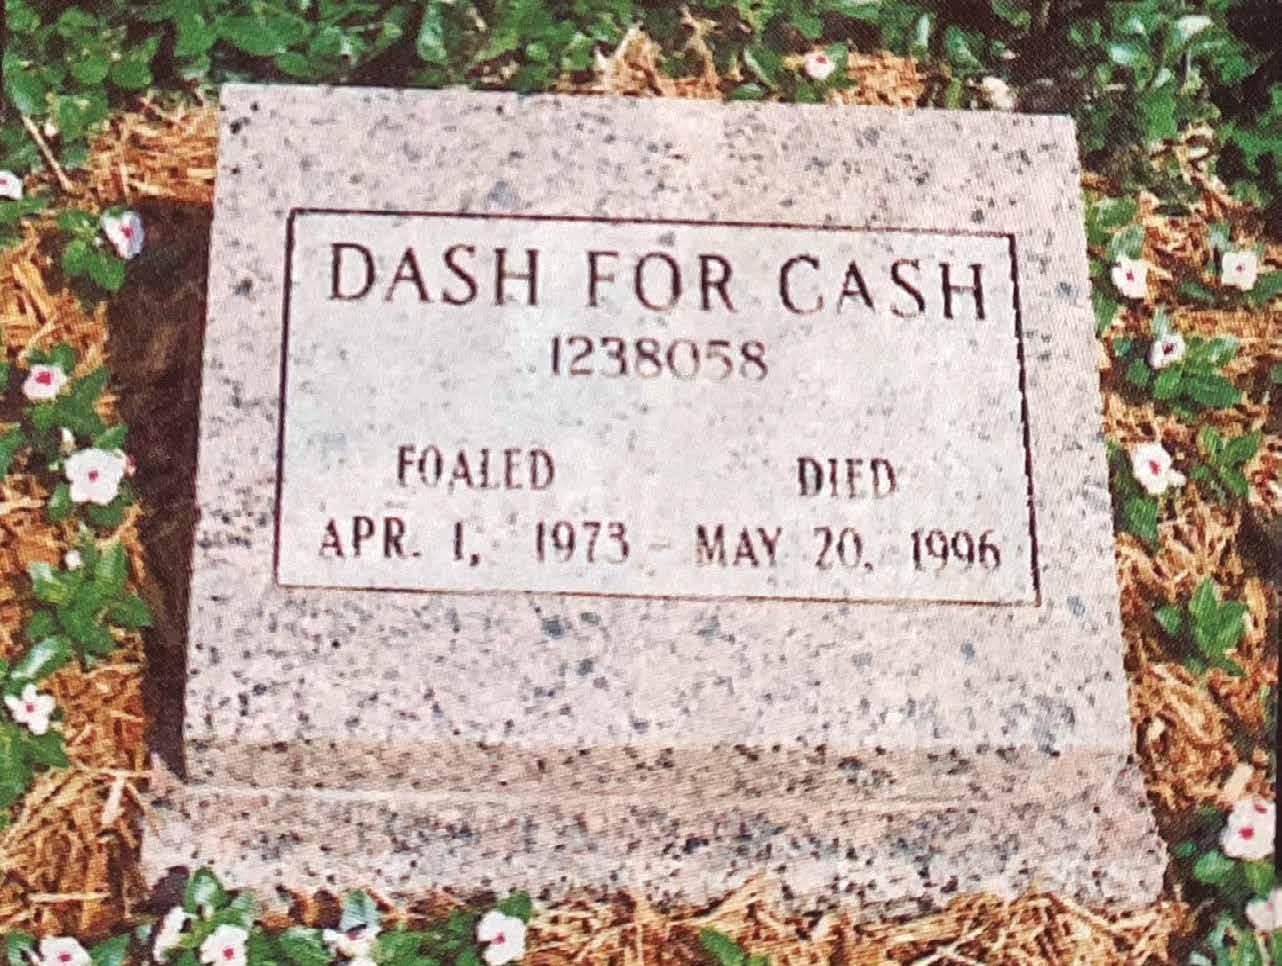 DASH FOR CASH
1238058
FOALED DIED
APR. 1, 1973 - MAY 20, 1996